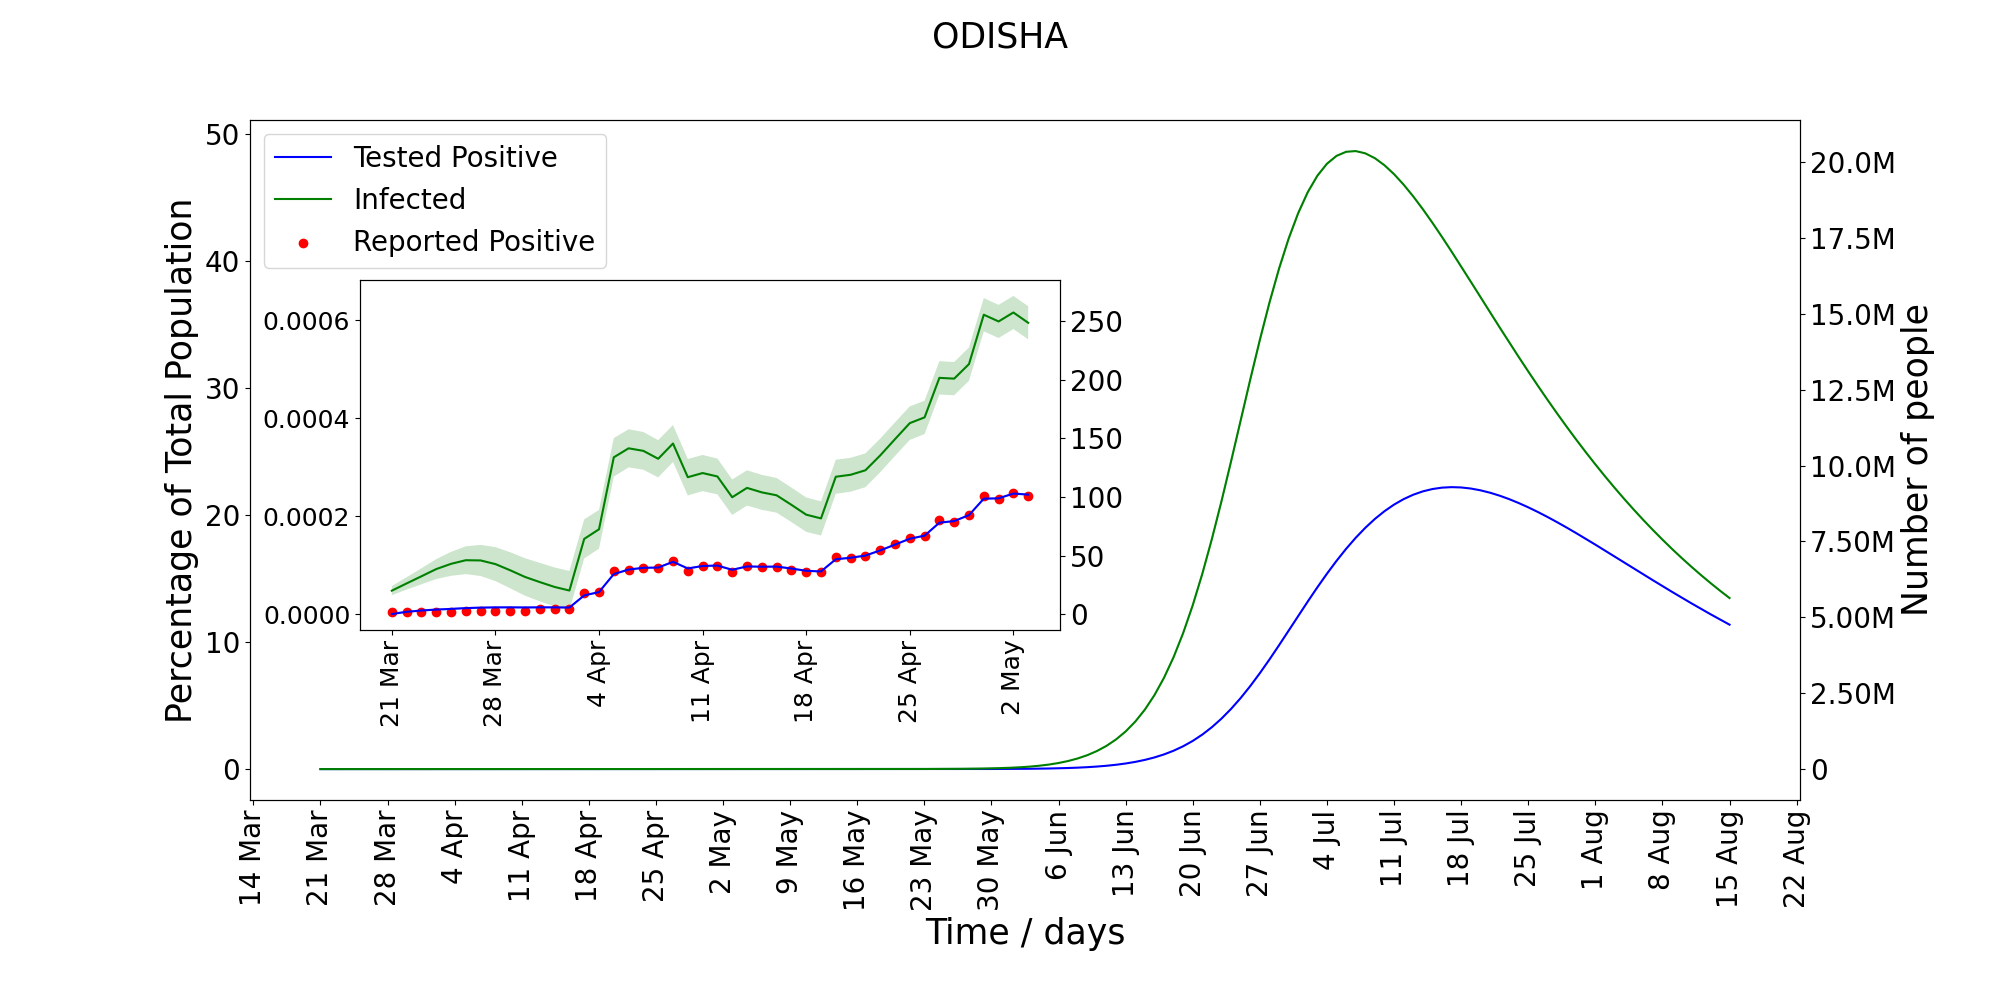 ODISHA
Tested Positive
Infected
Reported Positive
Percentage of Total Population
50
40
30
20
10
0
0.0006
0.0004
0.0002
0.0000
250
200
150
100
50
0
21 Mar
28 Mar
4 Apr
11 Apr
18 Apr
25 Apr
2 May
20.0M
17.5M
15.0M
12.5M
10.0M
7.50M
5.00M
2.50M
0
Number of people
14 Mar
21 Mar
28 Mar
4 Apr
11 Apr
18 Apr
25 Apr
2 May
9 May
16 May
23 May
30 May
6 Jun
13 Jun
20 Jun
27 Jun
4 Jul
11 Jul
18 Jul
25 Jul
1 Aug
8 Aug
15 Aug
22 Aug
Time / days